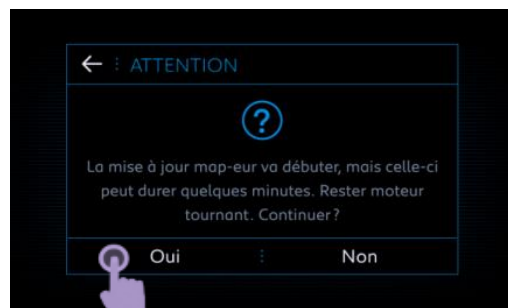 ATTENTION
?
La mise à jour map-eur va débuter, mais celle-ci
peut durer quelques minutes. Rester moteur
tournant. Continuer ?
Oui Non